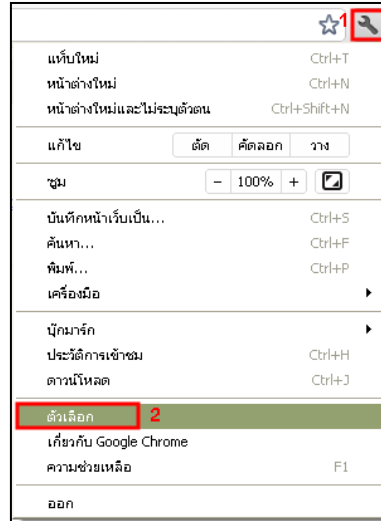 1
แท็บใหม่ Ctrl+T
หน้าต่างใหม่ Ctrl+N
หน้าต่างใหม่และไม่ระบุตัวตน Ctrl+Shift+N
แก้ไข ตัด คัดลอก วาง
ซูม - 100% +
บันทึกหน้าเว็บเป็น... Ctrl+S
ค้นหา... Ctrl+F
พิมพ์... Ctrl+P
เครื่องมือ
บุ๊กมาร์ก
ประวัติการเข้าชม Ctrl+H
ดาวน์โหลด Ctrl+J
ตัวเลือก 2
เกี่ยวกับ Google Chrome
ความช่วยเหลือ F1
ออก